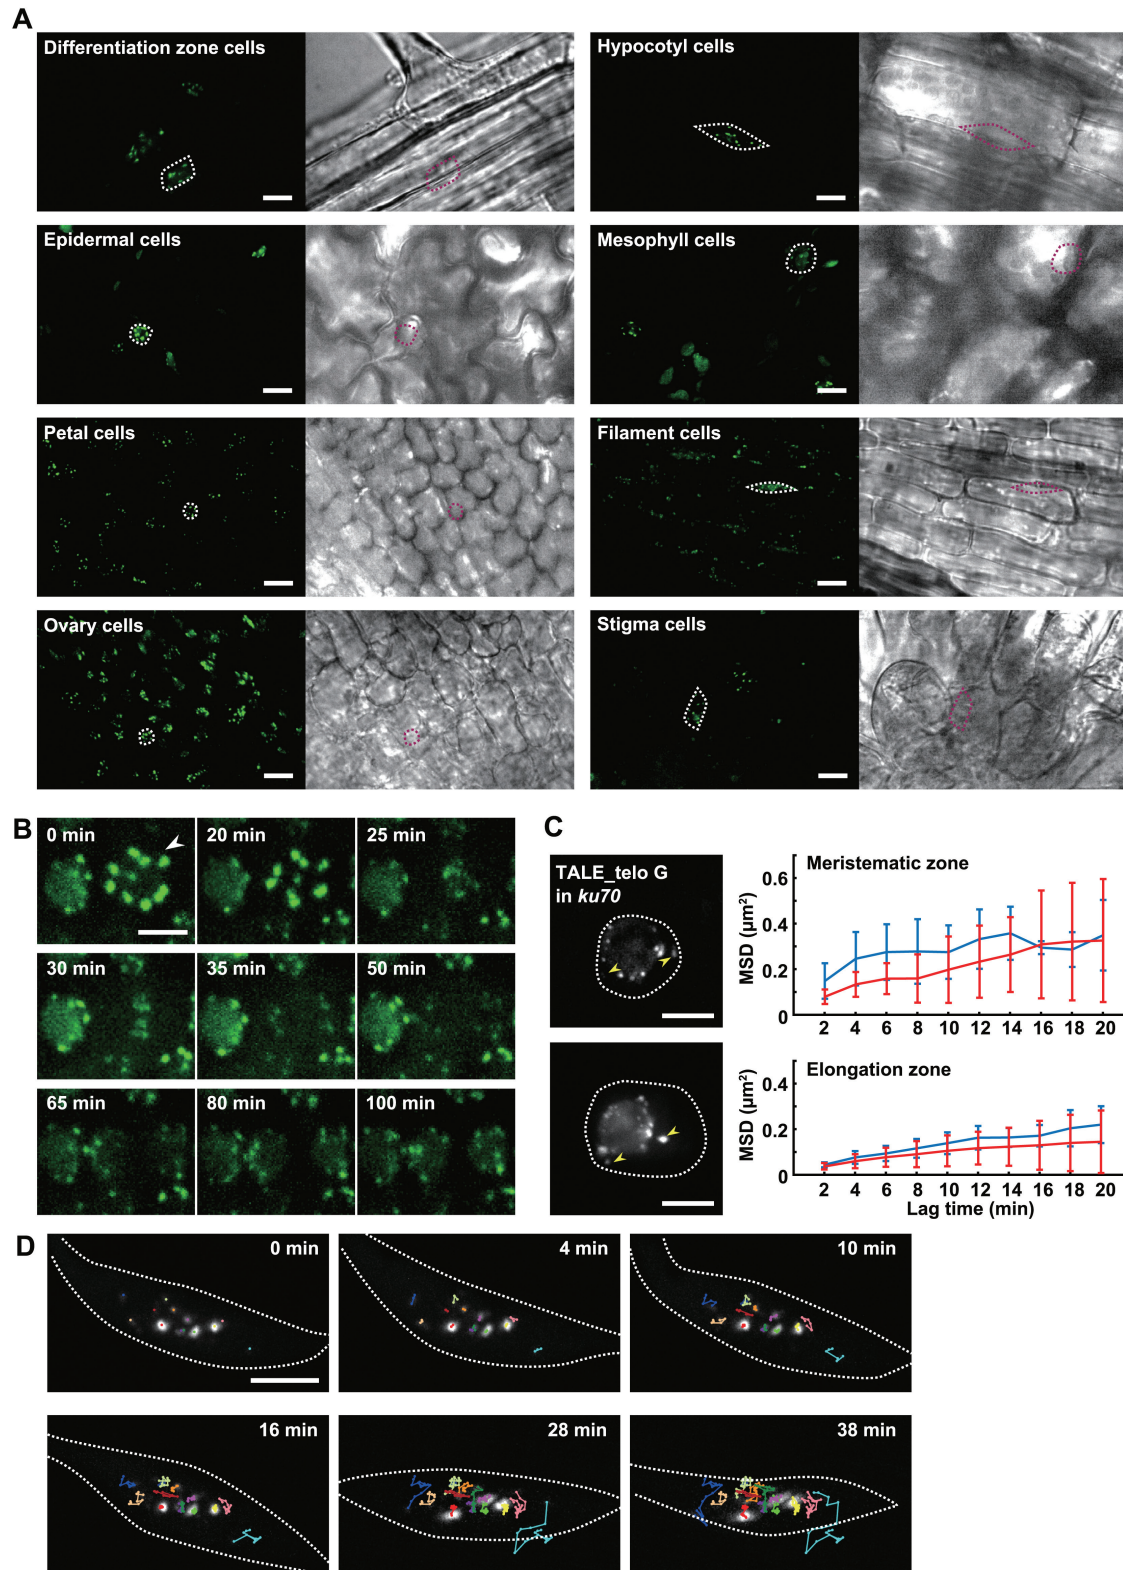 A
Differentiation zone cells
Hypocotyl cells
Epidermal cells
Mesophyll cells
Petal cells
Filament cells
Ovary cells
Stigma cells
B
0 min
20 min
25 min
30 min
35 min
50 min
65 min
80 min
100 min
C
TALE_telo G
in ku70
Meristematic zone
MSD (µm²)
0.6
0.4
0.2
0
2 4 6 8 10 12 14 16 18 20
Elongation zone
MSD (µm²)
0.4
0.2
0
2 4 6 8 10 12 14 16 18 20
Lag time (min)
D
0 min
4 min
10 min
16 min
28 min
38 min